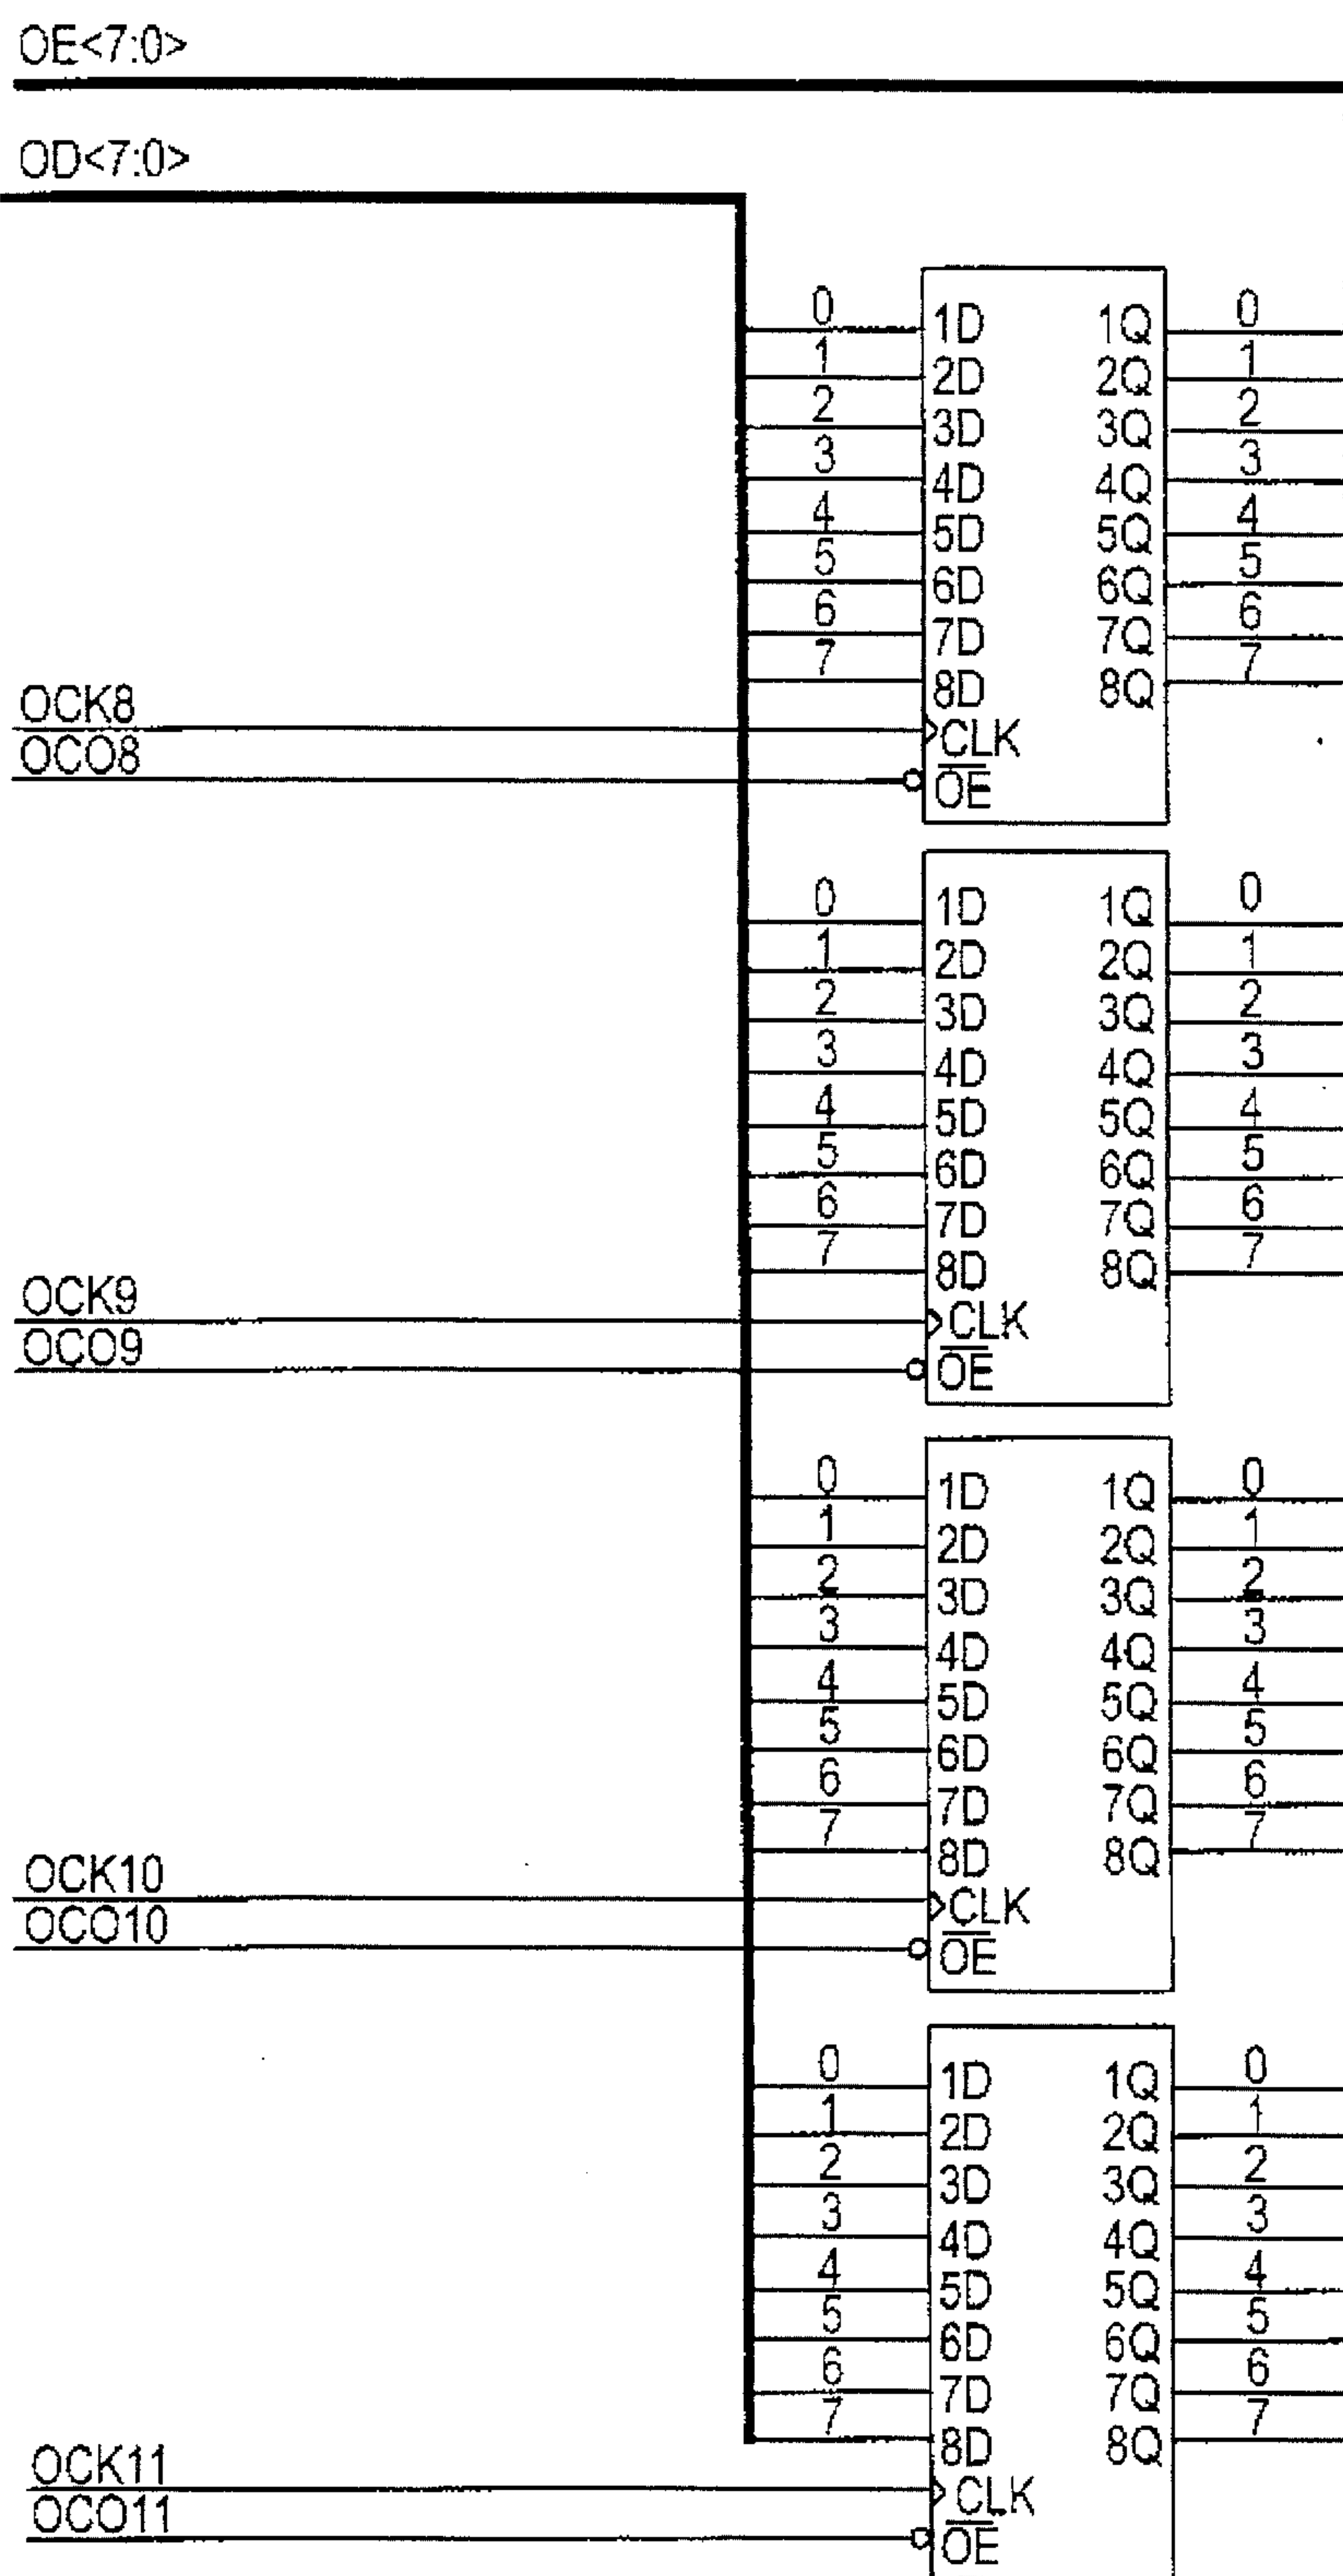 OE<7:0>
OD<7:0>
0 1D 1Q 0
1 2D 2Q 1
2 3D 3Q 2
3 4D 4Q 3
4 5D 5Q 4
5 6D 6Q 5
6 7D 7Q 6
7 8D 8Q 7
OCK8 CLK
OCO8 OE
0 1D 1Q 0
1 2D 2Q 1
2 3D 3Q 2
3 4D 4Q 3
4 5D 5Q 4
5 6D 6Q 5
6 7D 7Q 6
7 8D 8Q 7
OCK9 CLK
OCO9 OE
0 1D 1Q 0
1 2D 2Q 1
2 3D 3Q 2
3 4D 4Q 3
4 5D 5Q 4
5 6D 6Q 5
6 7D 7Q 6
7 8D 8Q 7
OCK10 CLK
OCO10 OE
0 1D 1Q 0
1 2D 2Q 1
2 3D 3Q 2
3 4D 4Q 3
4 5D 5Q 4
5 6D 6Q 5
6 7D 7Q 6
7 8D 8Q 7
OCK11 CLK
OCO11 OE